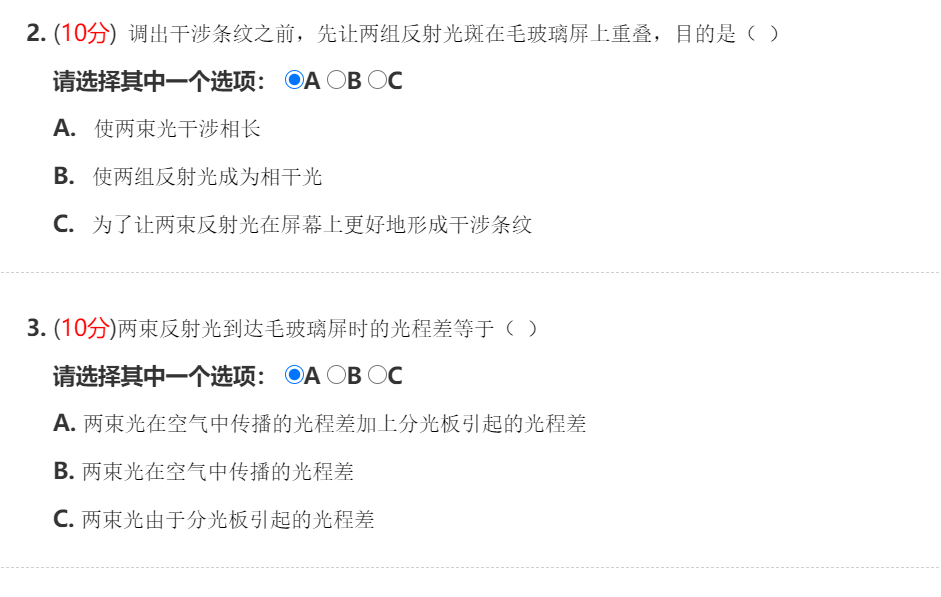 2. (10分) 调出干涉条纹之前，先让两组反射光斑在毛玻璃屏上重叠，目的是（ ）
请选择其中一个选项： A B C
A. 使两束光干涉相长
B. 使两组反射光成为相干光
C. 为了让两束反射光在屏幕上更好地形成干涉条纹
3. (10分)两束反射光到达毛玻璃屏时的光程差等于（ ）
请选择其中一个选项： A B C
A. 两束光在空气中传播的光程差加上分光板引起的光程差
B. 两束光在空气中传播的光程差
C. 两束光由于分光板引起的光程差